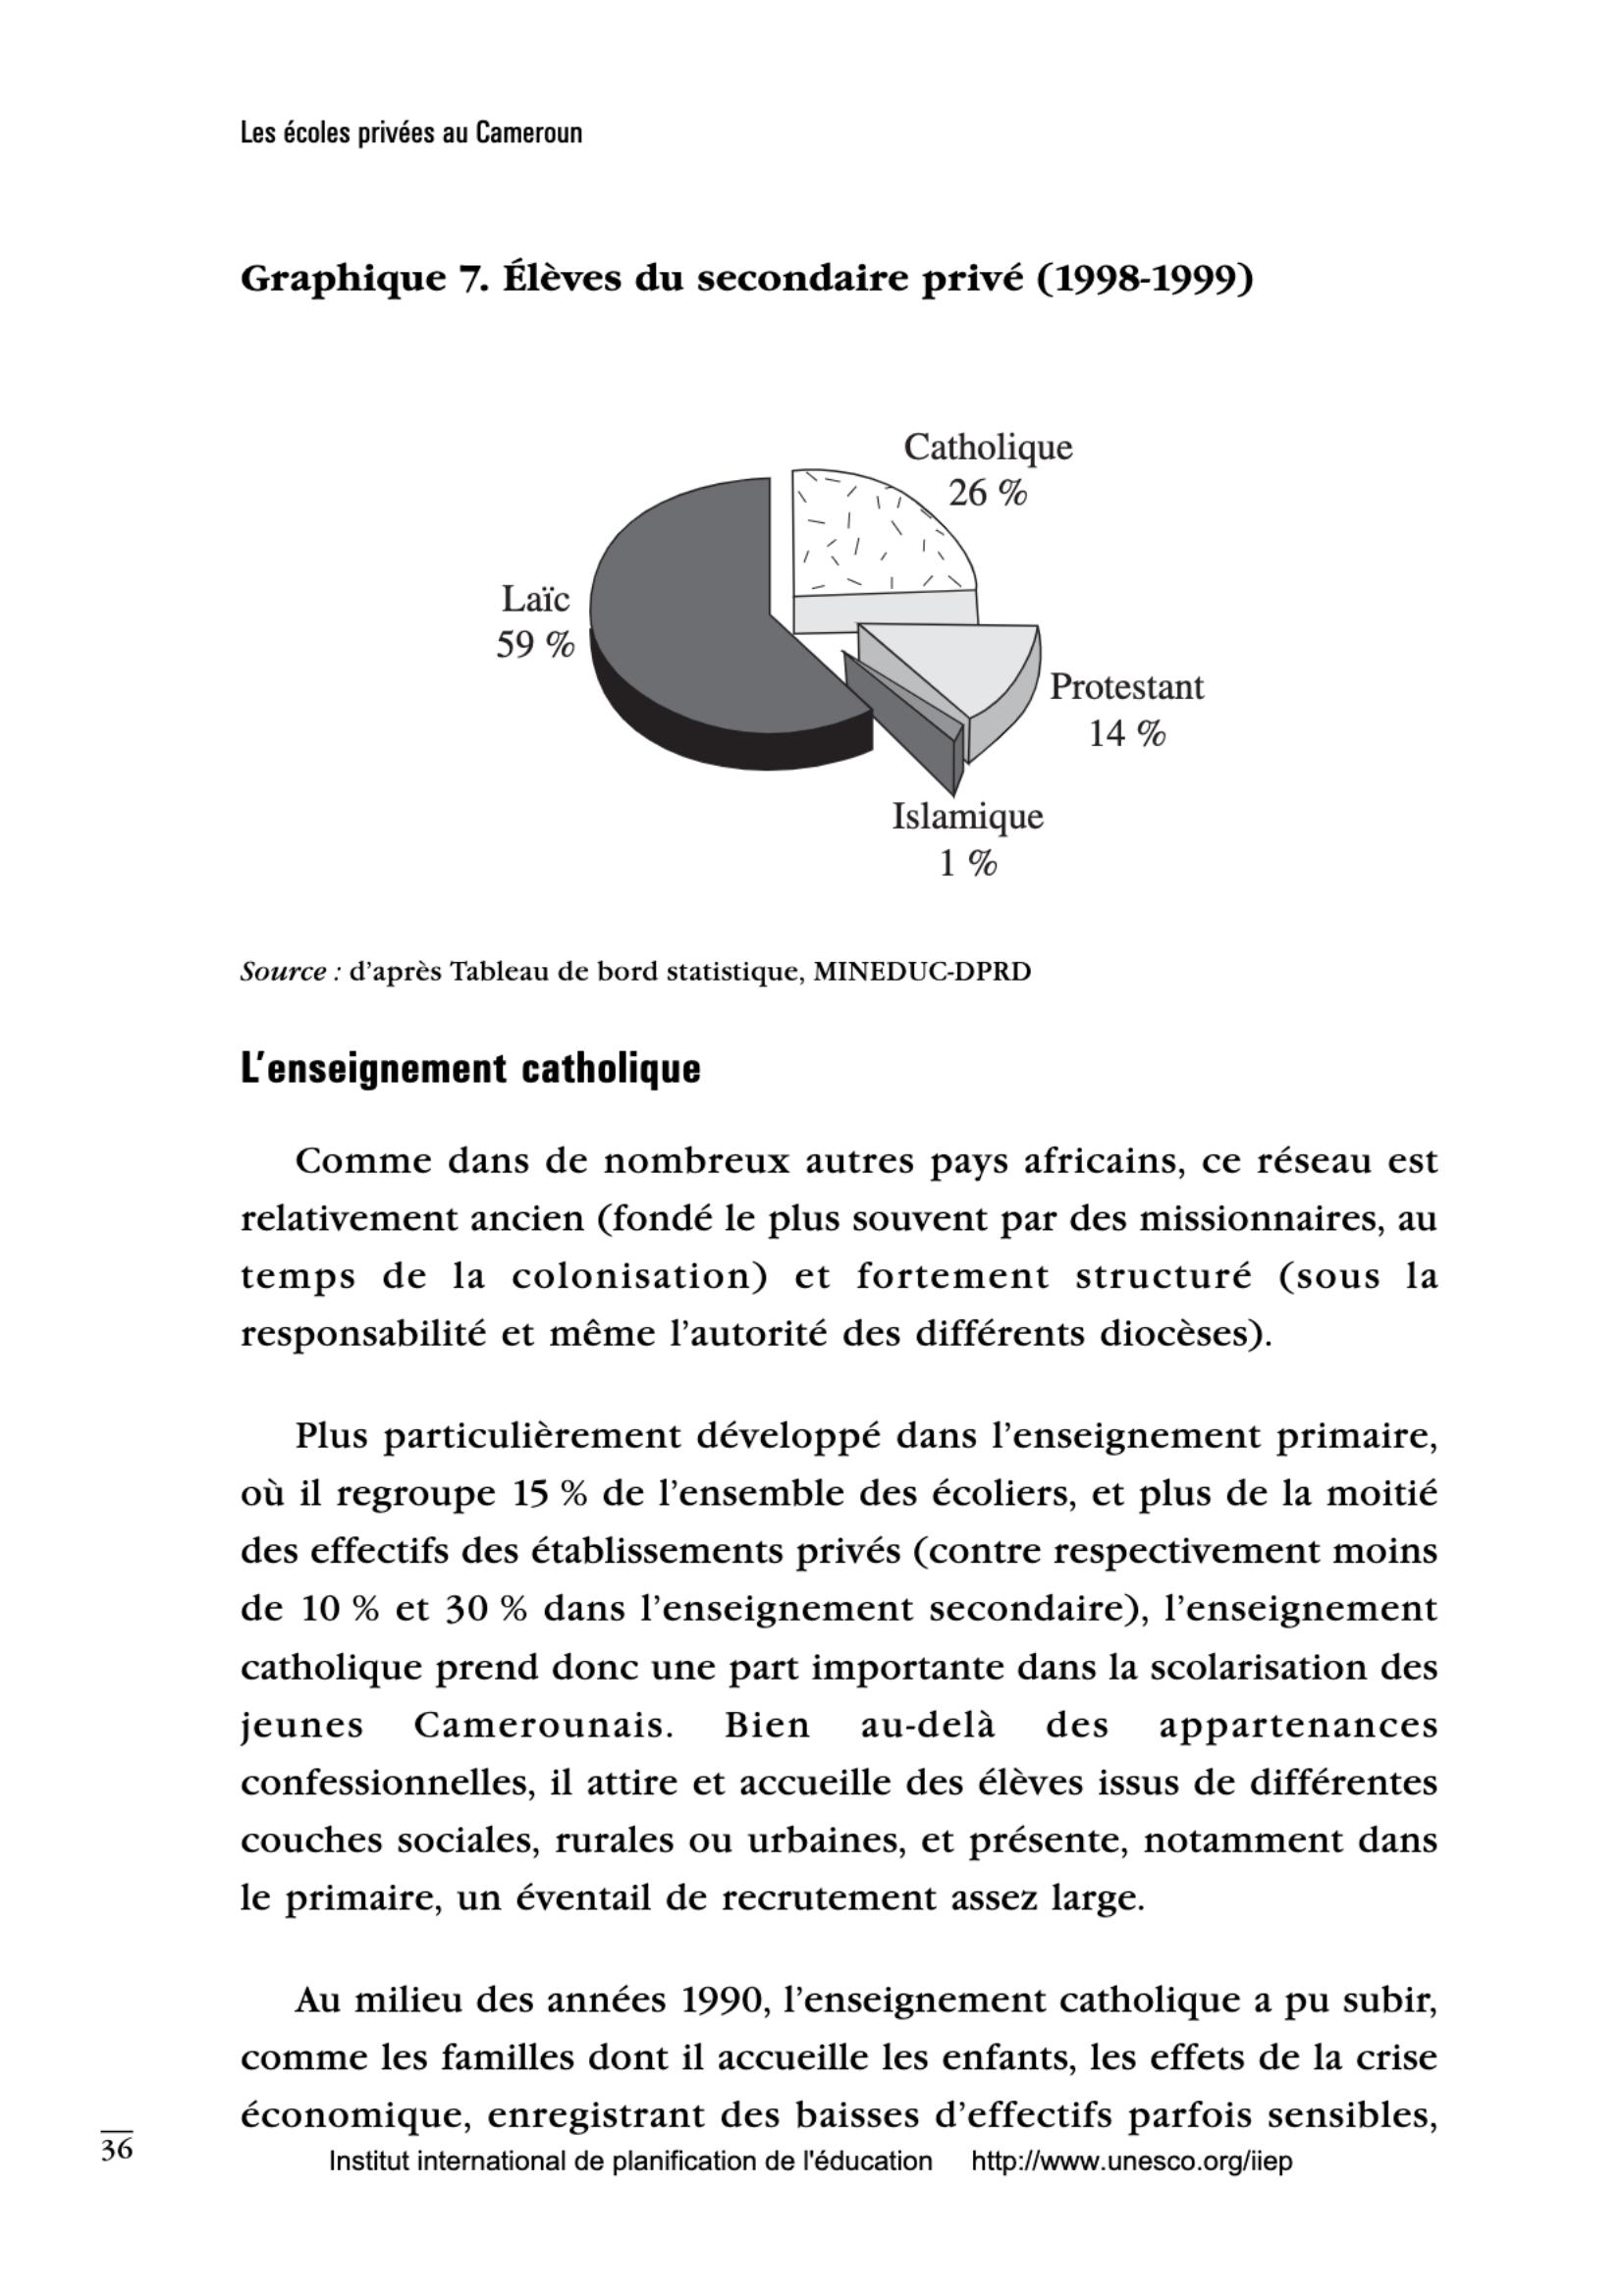 Les écoles privées au Cameroun
Graphique 7. Élèves du secondaire privé (1998-1999)
Catholique
26 %
Laïc
59 %
Protestant
14 %
Islamique
1 %
Source : d'après Tableau de bord statistique, MINEDUC-DPRD
L'enseignement catholique
Comme dans de nombreux autres pays africains, ce réseau est
relativement ancien (fondé le plus souvent par des missionnaires, au
temps de la colonisation) et fortement structuré (sous la
responsabilité et même l'autorité des différents diocèses).
Plus particulièrement développé dans l'enseignement primaire,
où il regroupe 15 % de l'ensemble des écoliers, et plus de la moitié
des effectifs des établissements privés (contre respectivement moins
de 10 % et 30 % dans l'enseignement secondaire), l'enseignement
catholique prend donc une part importante dans la scolarisation des
jeunes Camerounais. Bien au-delà des appartenances
confessionnelles, il attire et accueille des élèves issus de différentes
couches sociales, rurales ou urbaines, et présente, notamment dans
le primaire, un éventail de recrutement assez large.
Au milieu des années 1990, l'enseignement catholique a pu subir,
comme les familles dont il accueille les enfants, les effets de la crise
économique, enregistrant des baisses d'effectifs parfois sensibles,
36
Institut international de planification de l'éducation http://www.unesco.org/iiep